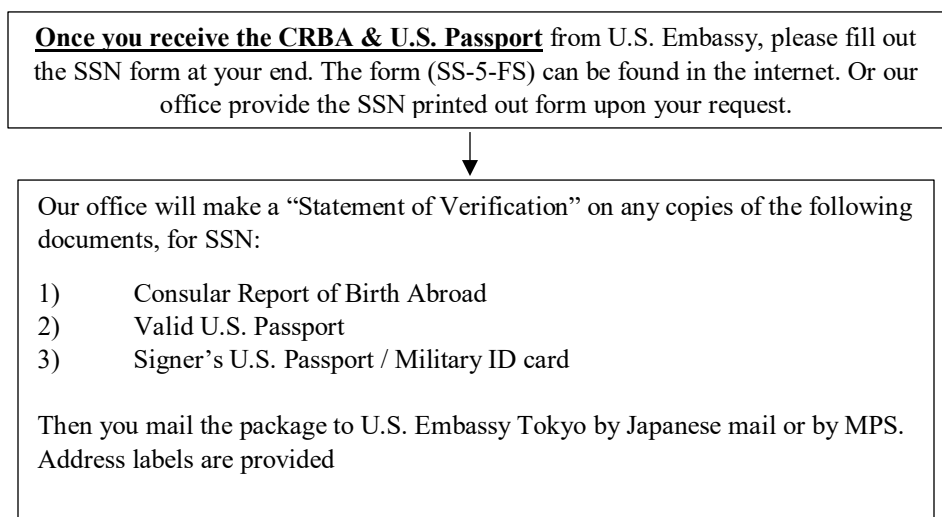 Once you receive the CRBA & U.S. Passport from U.S. Embassy, please fill out
the SSN form at your end. The form (SS-5-FS) can be found in the internet. Or our
office provide the SSN printed out form upon your request.
Our office will make a “Statement of Verification” on any copies of the following
documents, for SSN:
1) Consular Report of Birth Abroad
2) Valid U.S. Passport
3) Signer’s U.S. Passport / Military ID card
Then you mail the package to U.S. Embassy Tokyo by Japanese mail or by MPS.
Address labels are provided